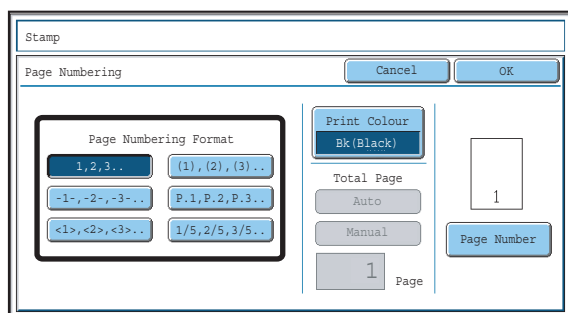 Stamp
Page Numbering
Cancel
OK
Page Numbering Format
1,2,3..
(1),(2),(3)..
-1-,-2-,-3-..
P.1,P.2,P.3..
<1>,<2>,<3>..
1/5,2/5,3/5..
Print Colour
Bk(Black)
Total Page
Auto
Manual
1
Page
1
Page Number